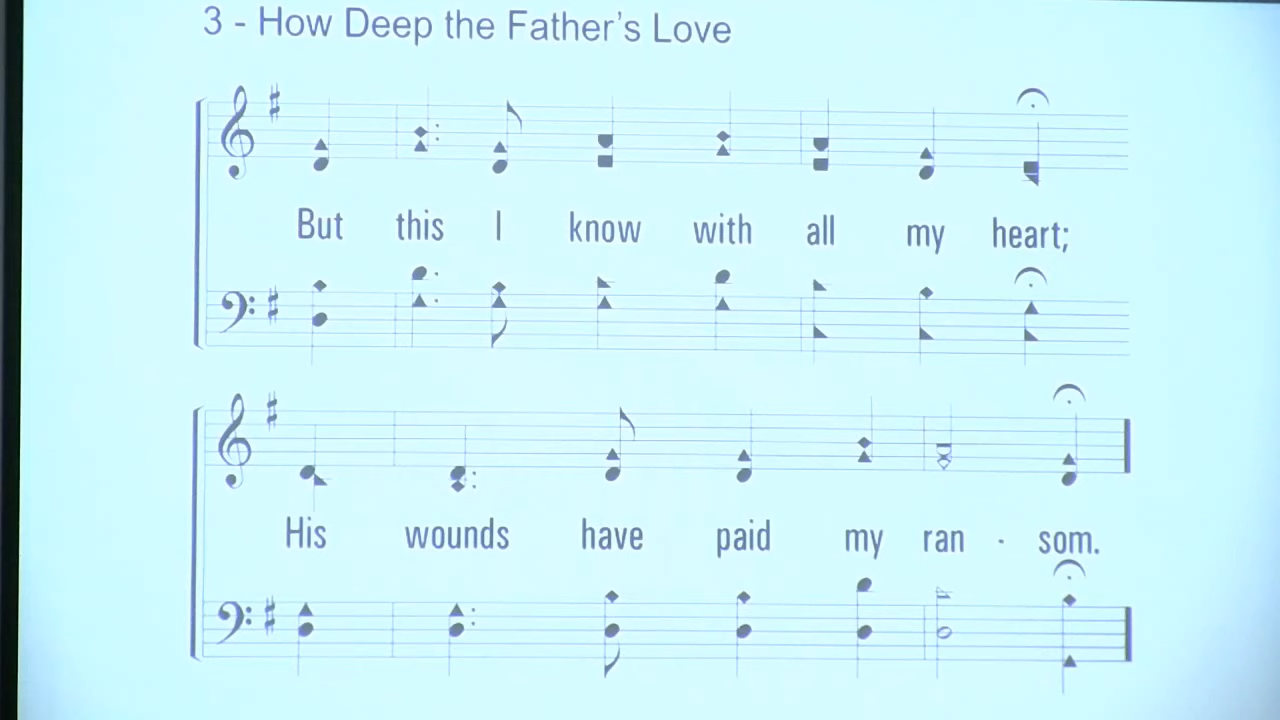 3 - How Deep the Father's Love
But this I know with all my heart;
His wounds have paid my ran - som.